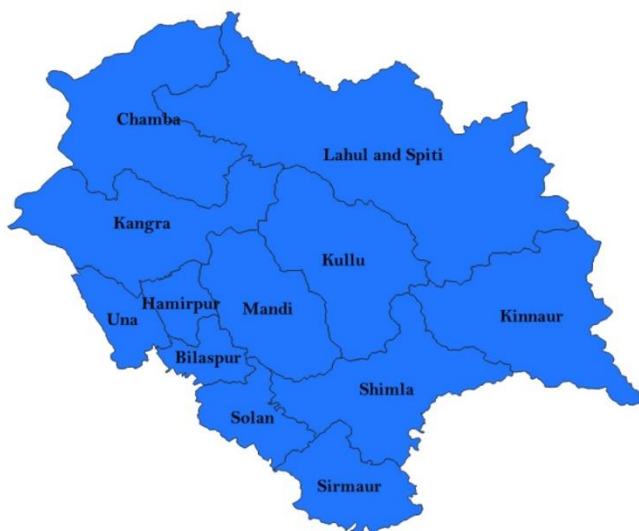 Chamba
Lahul and Spiti
Kangra
Kullu
Hamirpur
Mandi
Una
Kinnaur
Bilaspur
Shimla
Solan
Sirmaur